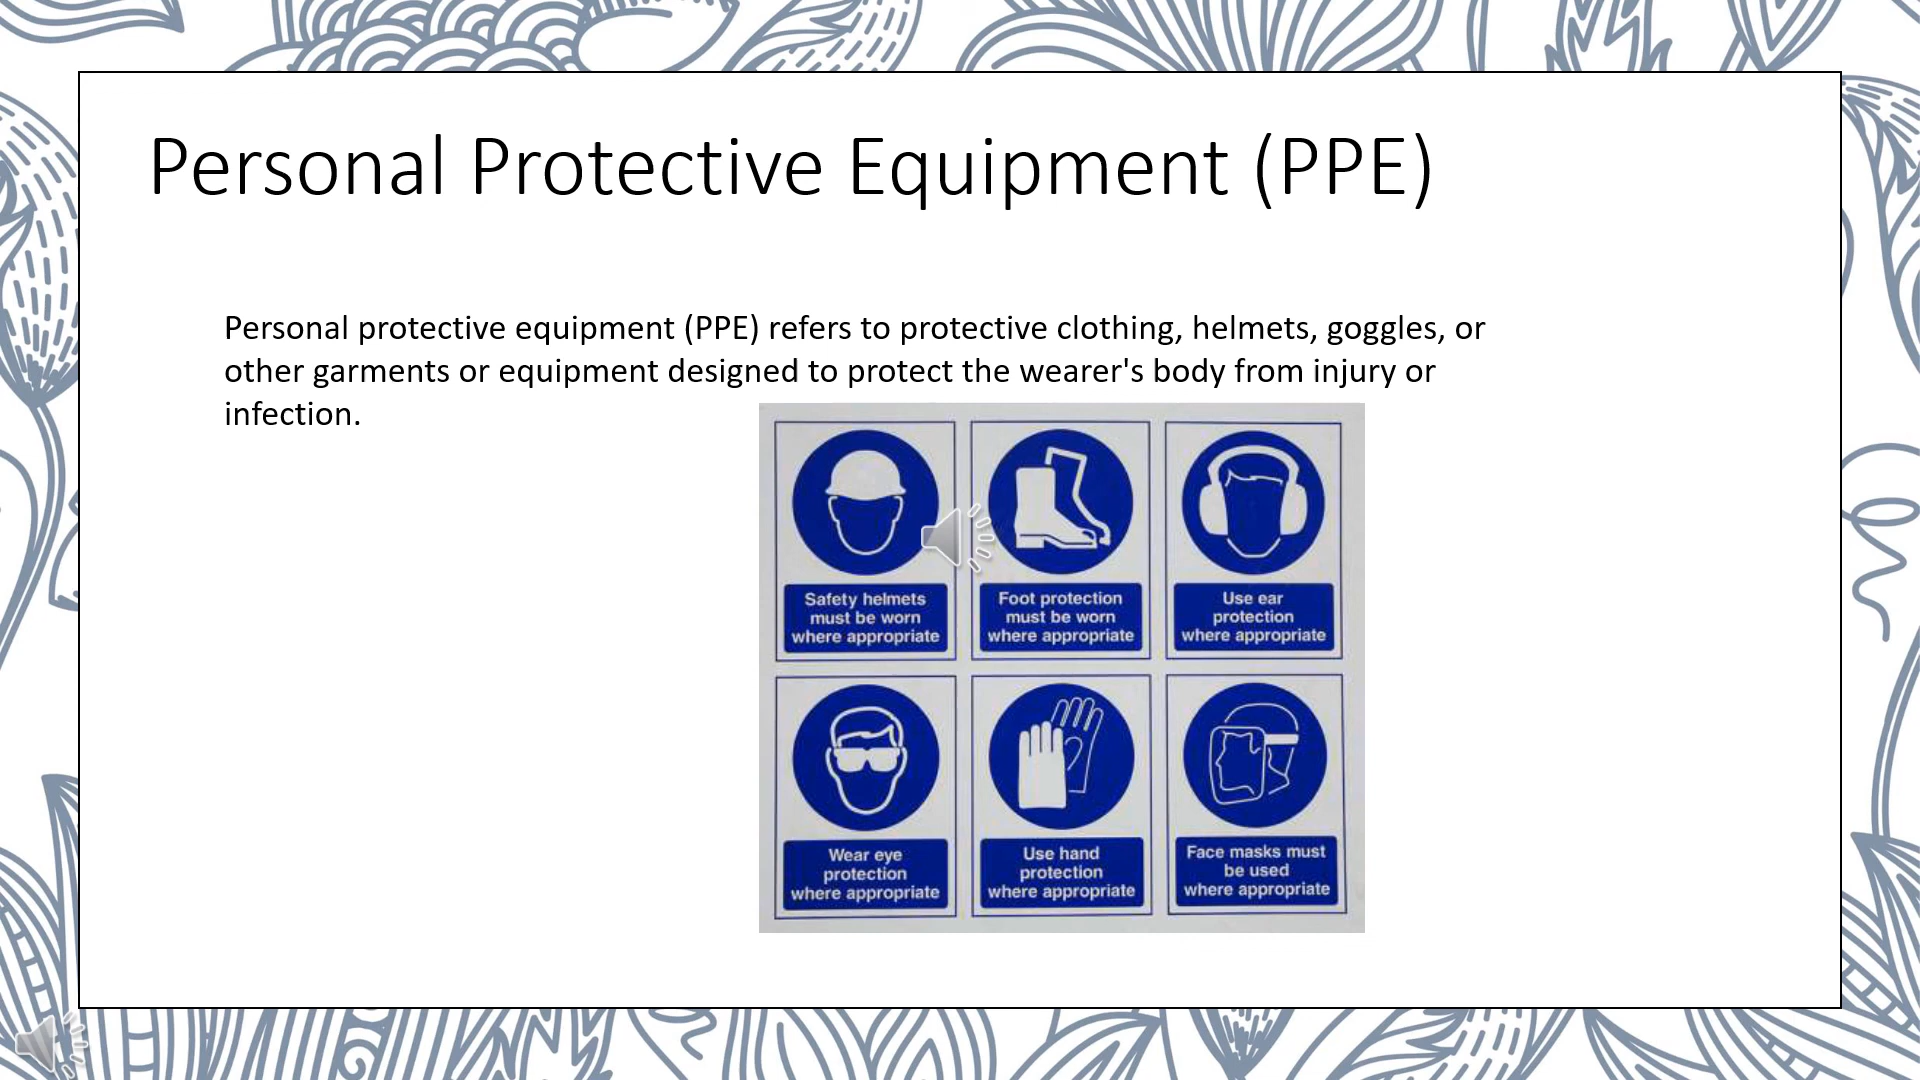 Personal Protective Equipment (PPE)
Personal protective equipment (PPE) refers to protective clothing, helmets, goggles, or
other garments or equipment designed to protect the wearer's body from injury or
infection.
Safety helmets
must be worn
where appropriate
Foot protection
must be worn
where appropriate
Use ear
protection
where appropriate
Wear eye
protection
where appropriate
Use hand
protection
where appropriate
Face masks must
be used
where appropriate